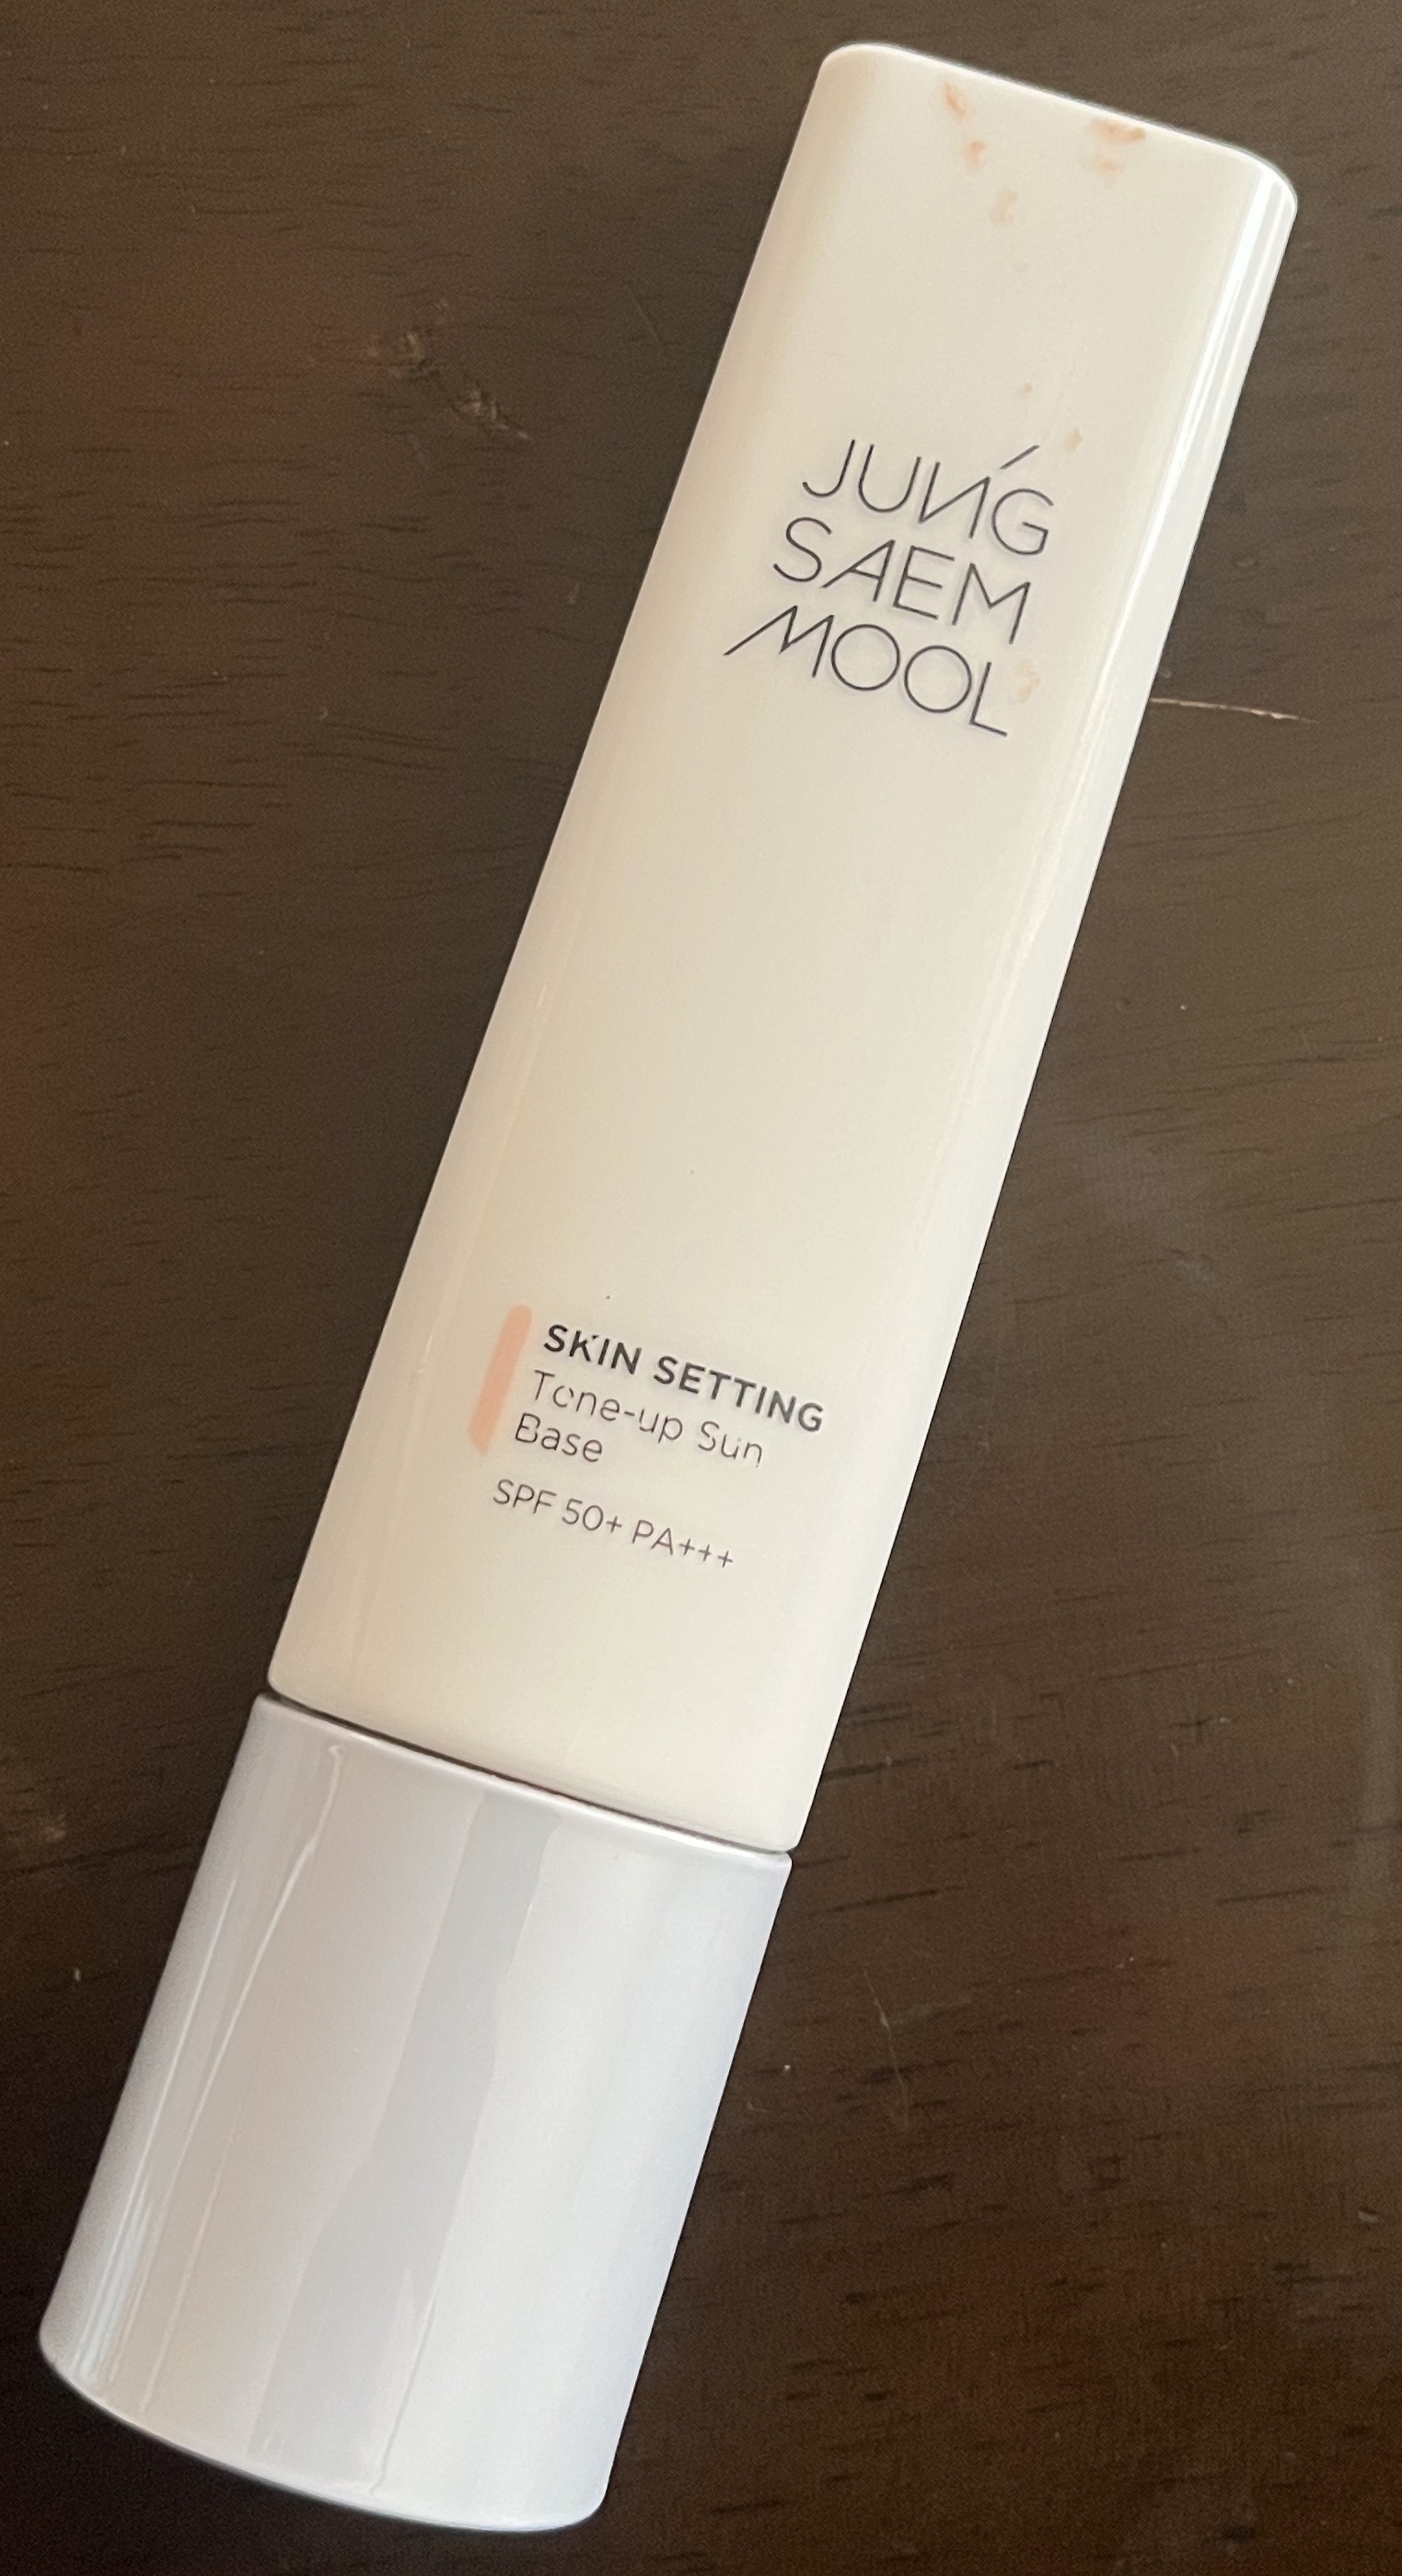 JUNG
SAEM
MOOL
SKIN SETTING
Tone-up Sun
Base
SPF 50+ PA+++